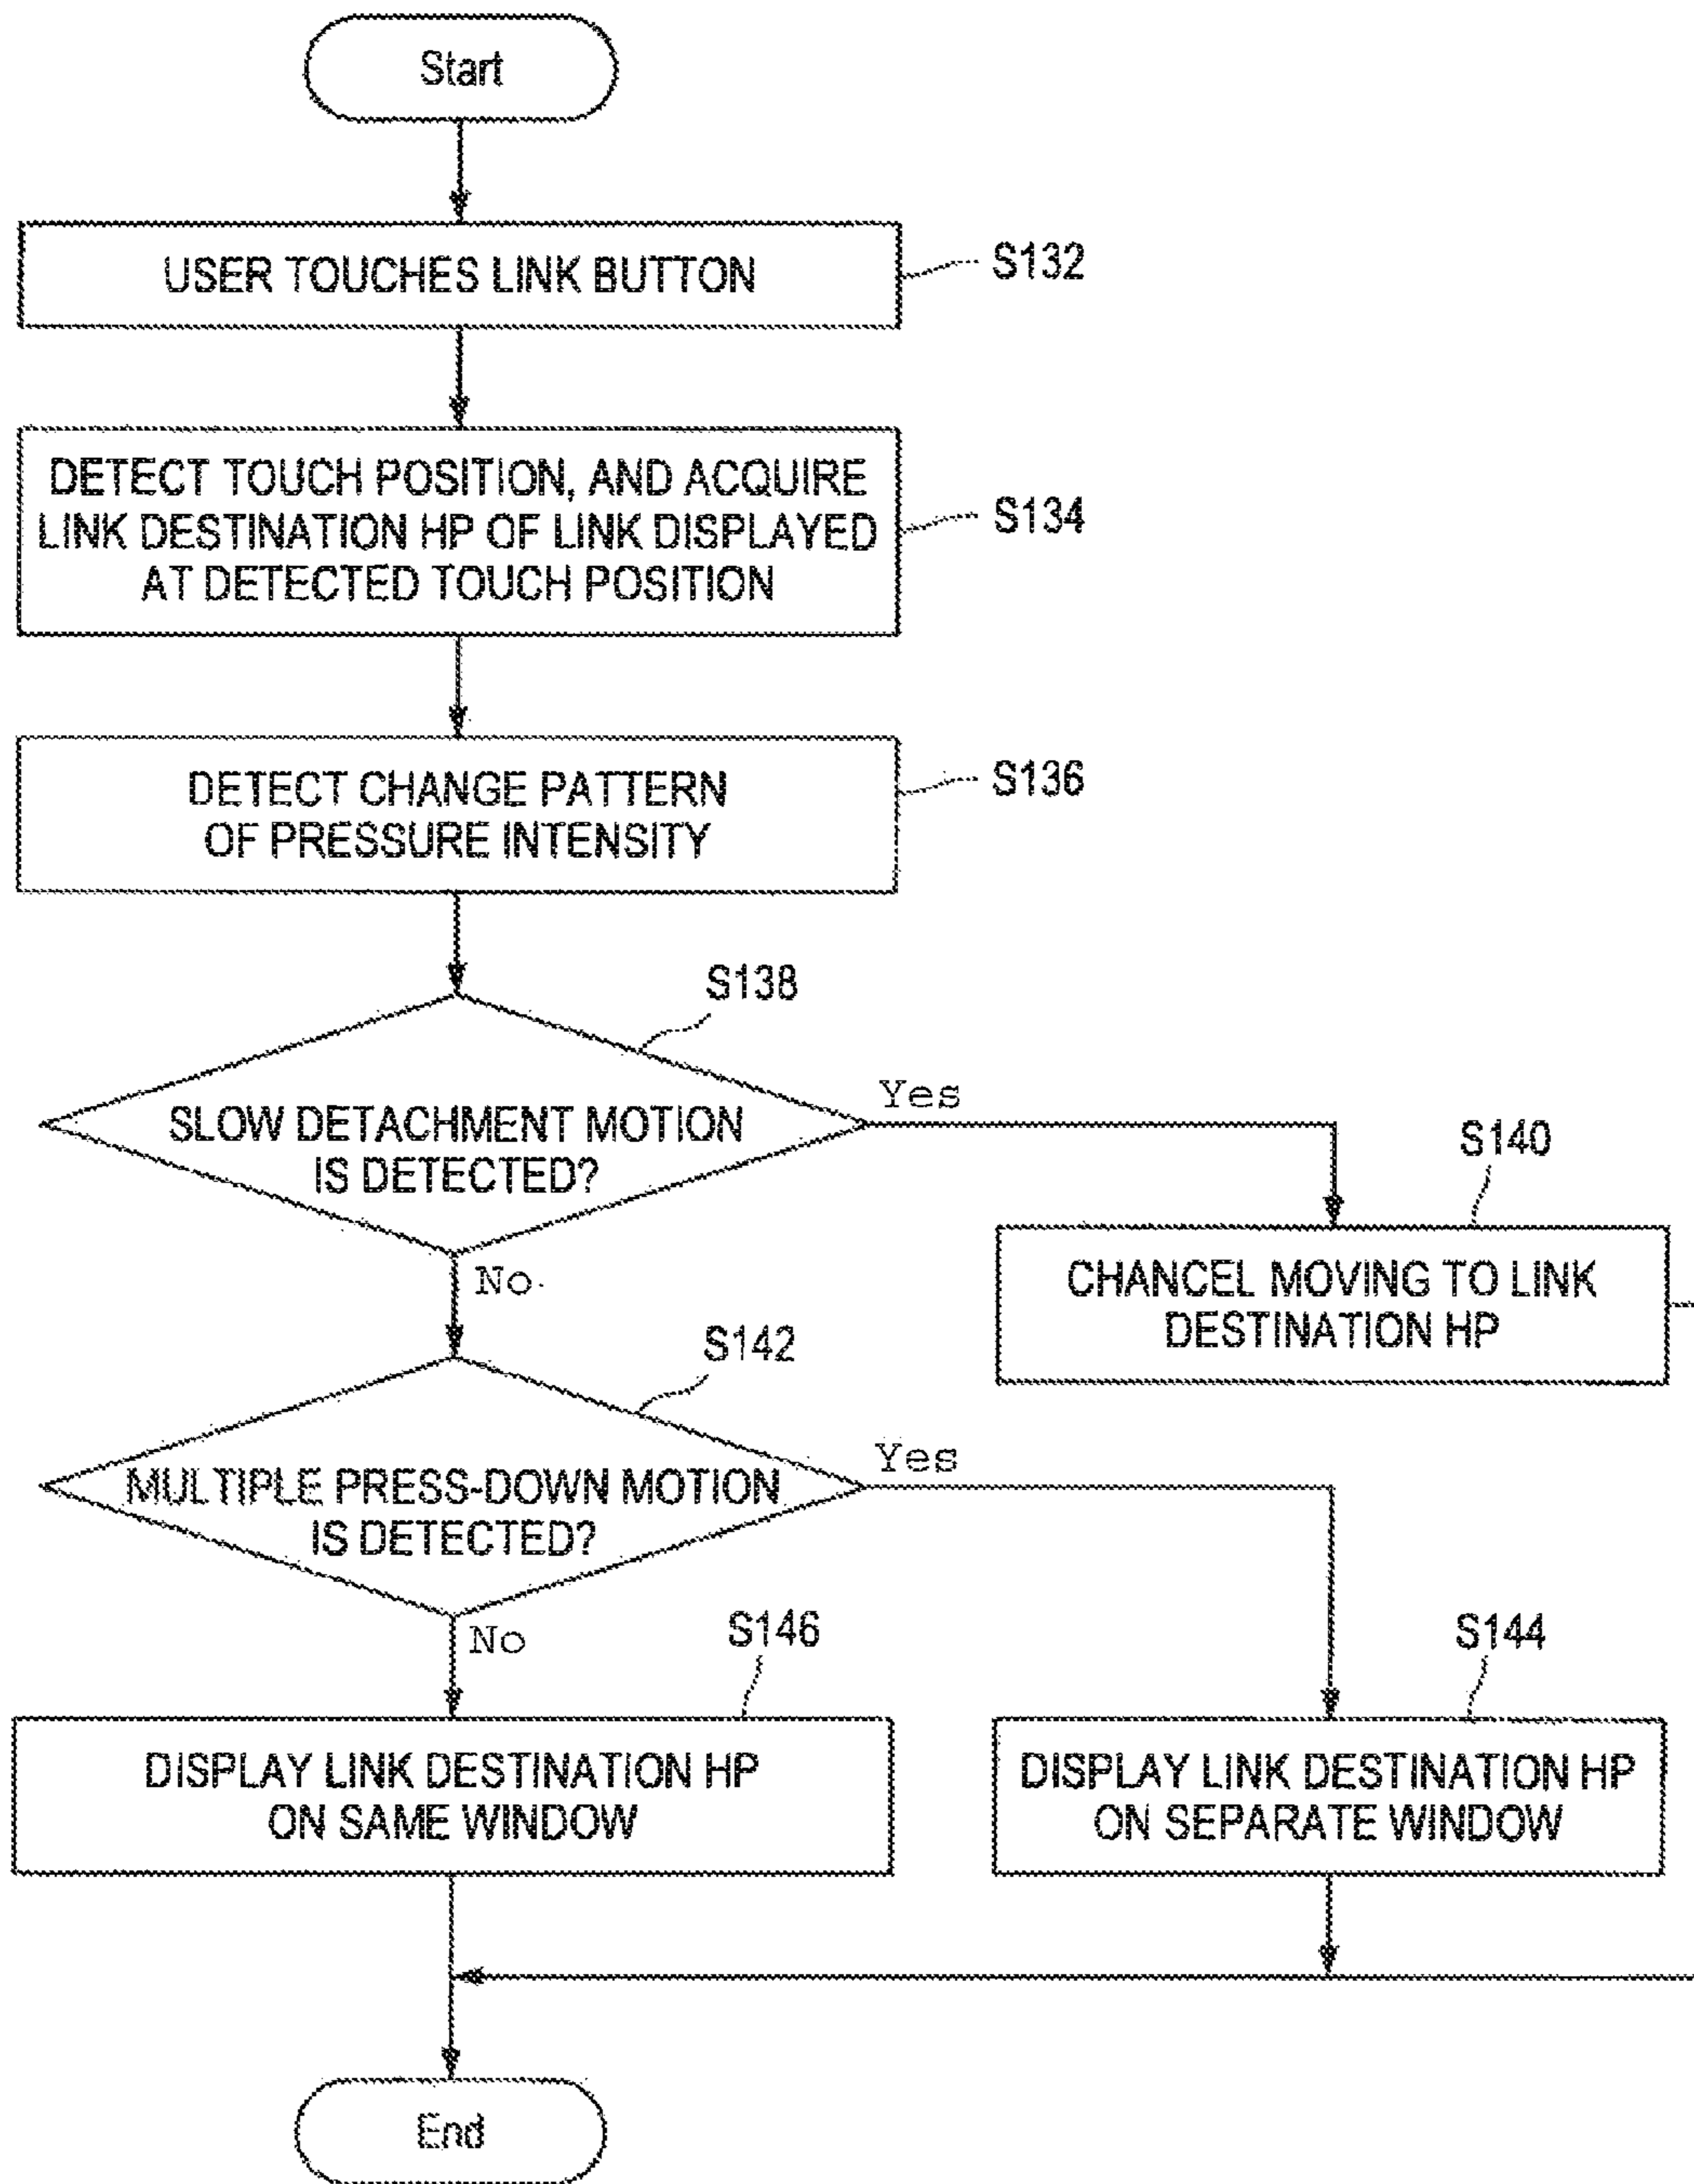 Start
USER TOUCHES LINK BUTTON
S132
DETECT TOUCH POSITION, AND ACQUIRE
LINK DESTINATION HP OF LINK DISPLAYED
AT DETECTED TOUCH POSITION
S134
DETECT CHANGE PATTERN
OF PRESSURE INTENSITY
S136
S138
SLOW DETACHMENT MOTION
IS DETECTED?
Yes
No
S140
CHANCEL MOVING TO LINK
DESTINATION HP
S142
MULTIPLE PRESS-DOWN MOTION
IS DETECTED?
Yes
No
S146
DISPLAY LINK DESTINATION HP
ON SAME WINDOW
S144
DISPLAY LINK DESTINATION HP
ON SEPARATE WINDOW
End